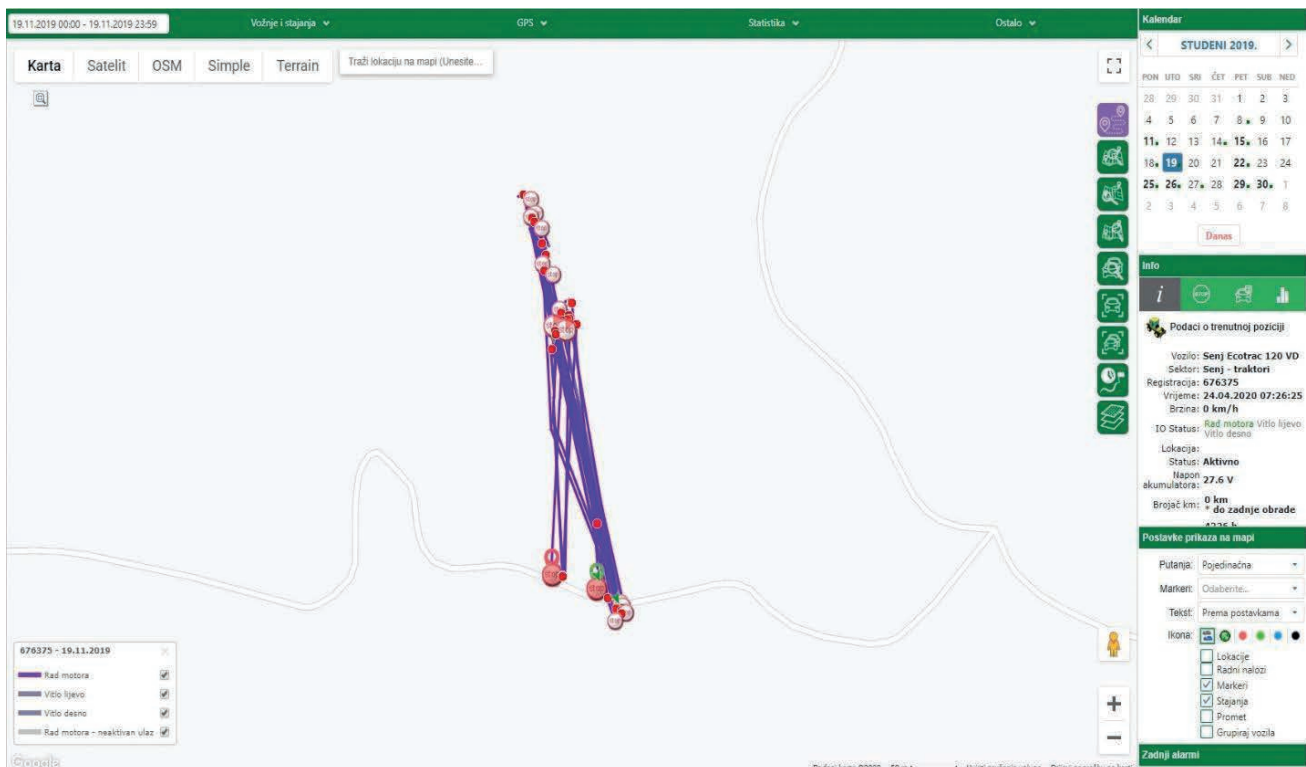 19.11.2019 00:00 - 19.11.2019 23:59
Vožnje i stajanja
GPS
Statistika
Ostalo
Karta
Satelit
OSM
Simple
Terrain
Traži lokaciju na mapi (Unesite...
676375 - 19.11.2019
Rad motora
Vitlo lijevo
Vitlo desno
Rad motora - neaktivan ulaz
Google
Kalendar
STUDENI 2019.
PON UTO SRI ČET PET SUB NED
28 29 30 31 1 2 3
4 5 6 7 8 9 10
11 12 13 14 15 16 17
18 19 20 21 22 23 24
25 26 27 28 29 30 1
2 3 4 5 6 7 8
Danas
Info
i
STOP
Podaci o trenutnoj poziciji
Vozilo: Senj Ecotrac 120 VD
Sektor: Senj - traktori
Registracija: 676375
Vrijeme: 24.04.2020 07:26:25
Brzina: 0 km/h
IO Status: Rad motora Vitlo lijevo
Vitlo desno
Lokacija:
Status: Aktivno
Napon akumulatora: 27.6 V
Brojač km: 0 km
* do zadnje obrade
Postavke prikaza na mapi
Putanja: Pojedinačna
Markeri: Odaberite...
Tekst: Prema postavkama
Ikona:
Lokacije
Radni nalozi
Markeri
Stajanja
Promet
Grupiraj vozila
Zadnji alarmi